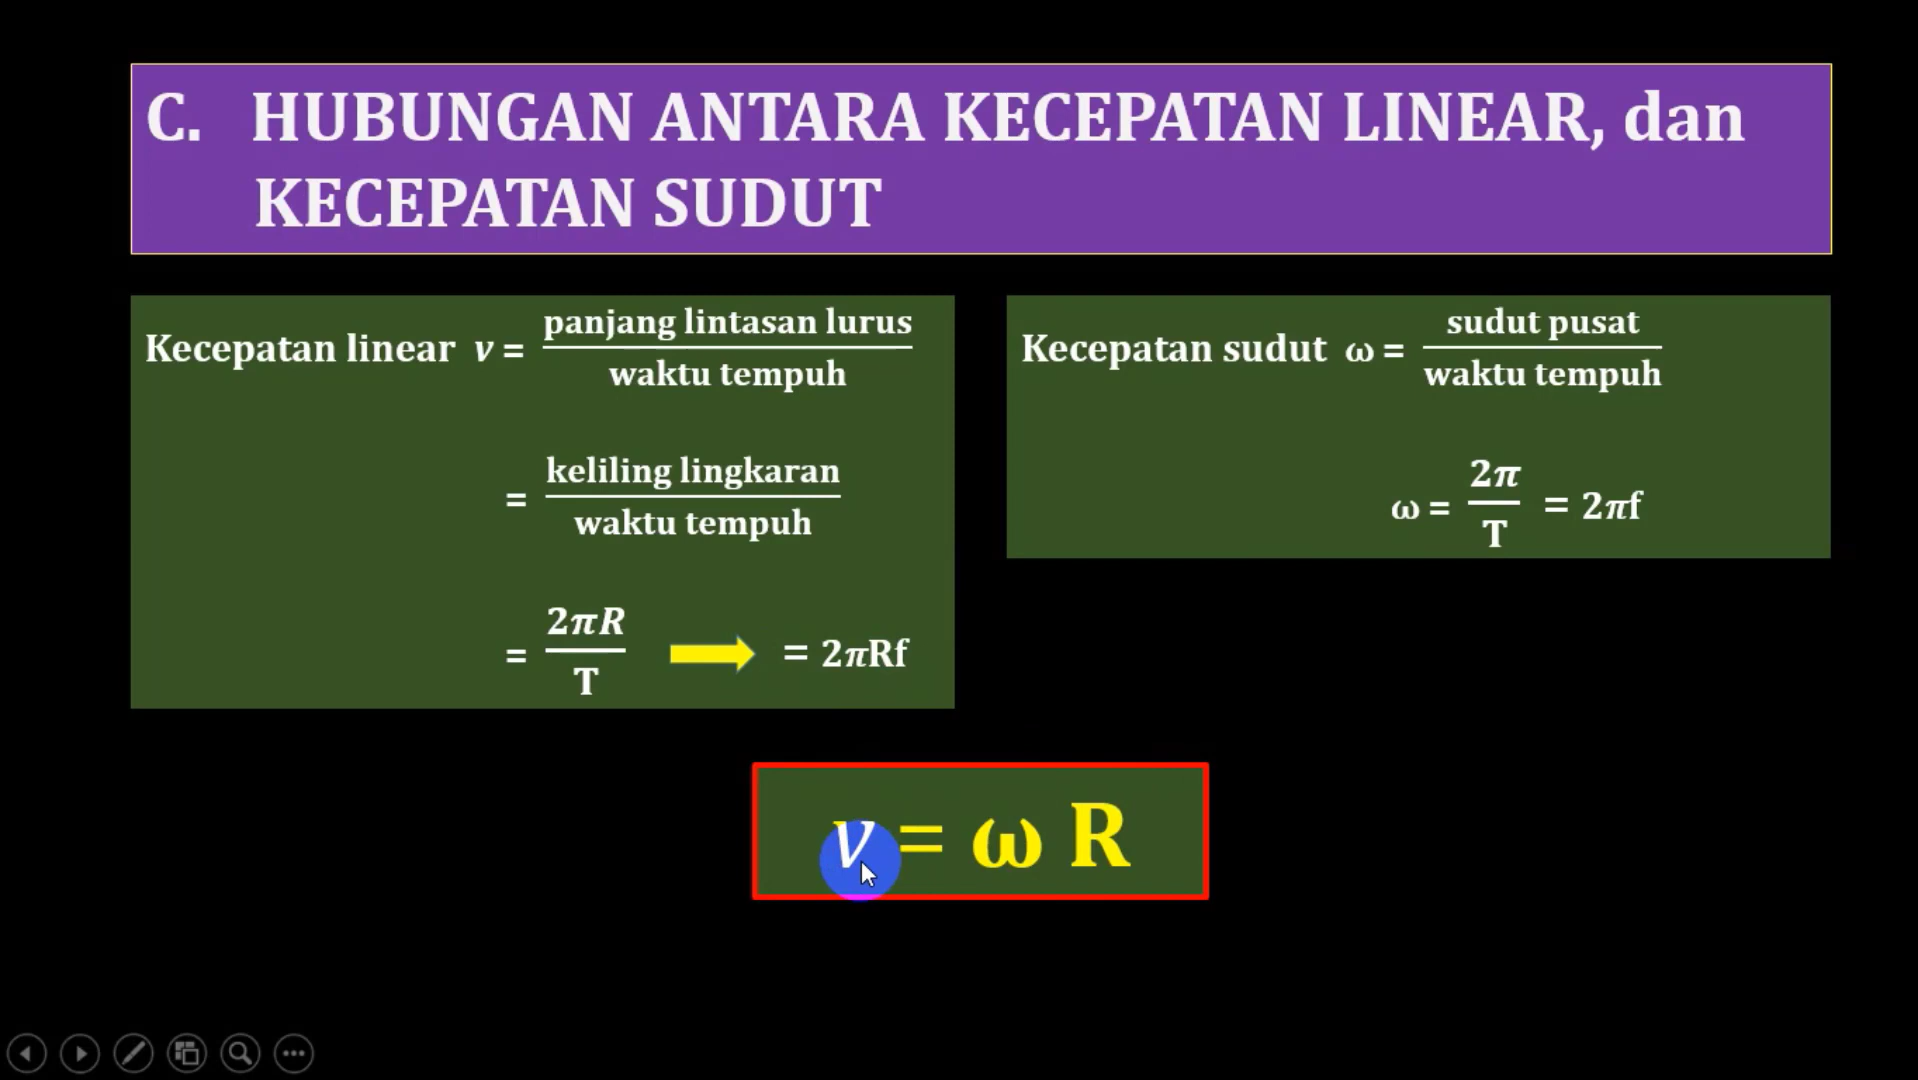 C. HUBUNGAN ANTARA KECEPATAN LINEAR, dan
KECEPATAN SUDUT
Kecepatan linear v = panjang lintasan lurus / waktu tempuh
= keliling lingkaran / waktu tempuh
= 2πR / T = 2πRf
Kecepatan sudut ω = sudut pusat / waktu tempuh
ω = 2π / T = 2πf
v = ω R